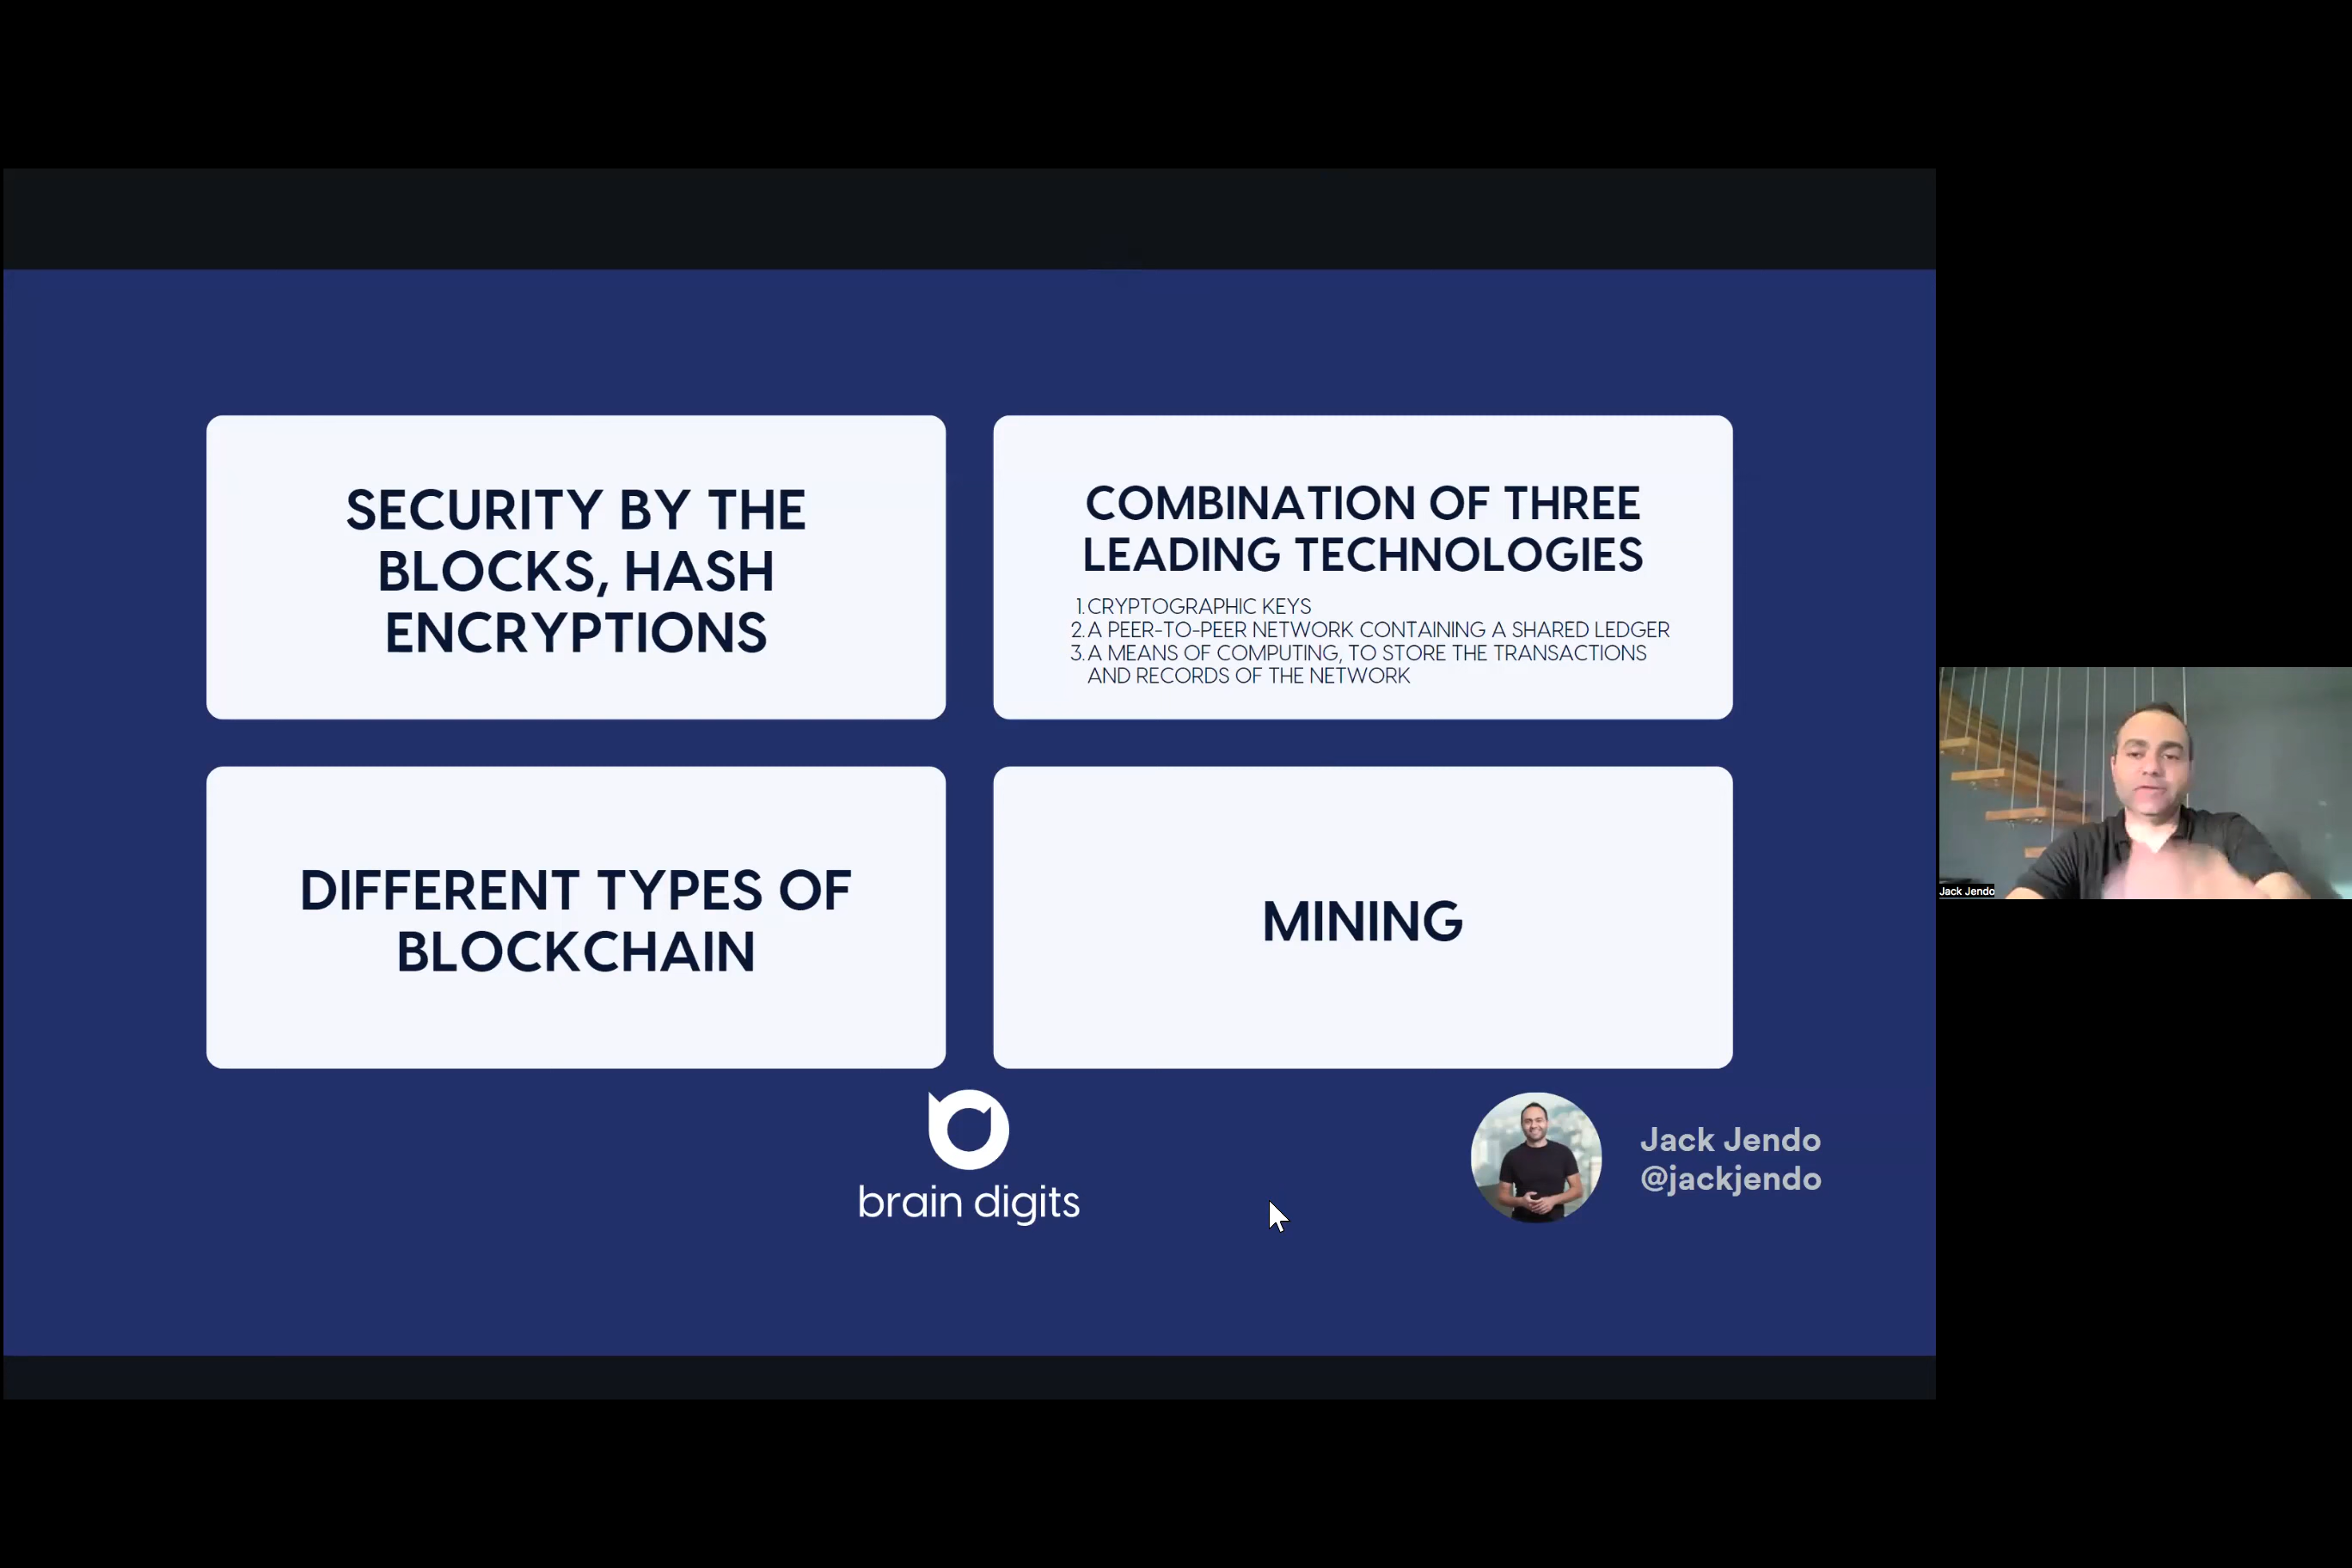 SECURITY BY THE
BLOCKS, HASH
ENCRYPTIONS
COMBINATION OF THREE
LEADING TECHNOLOGIES
1. CRYPTOGRAPHIC KEYS
2. A PEER-TO-PEER NETWORK CONTAINING A SHARED LEDGER
3. A MEANS OF COMPUTING, TO STORE THE TRANSACTIONS
AND RECORDS OF THE NETWORK
DIFFERENT TYPES OF
BLOCKCHAIN
MINING
brain digits
Jack Jendo
@jackjendo
Jack Jendo